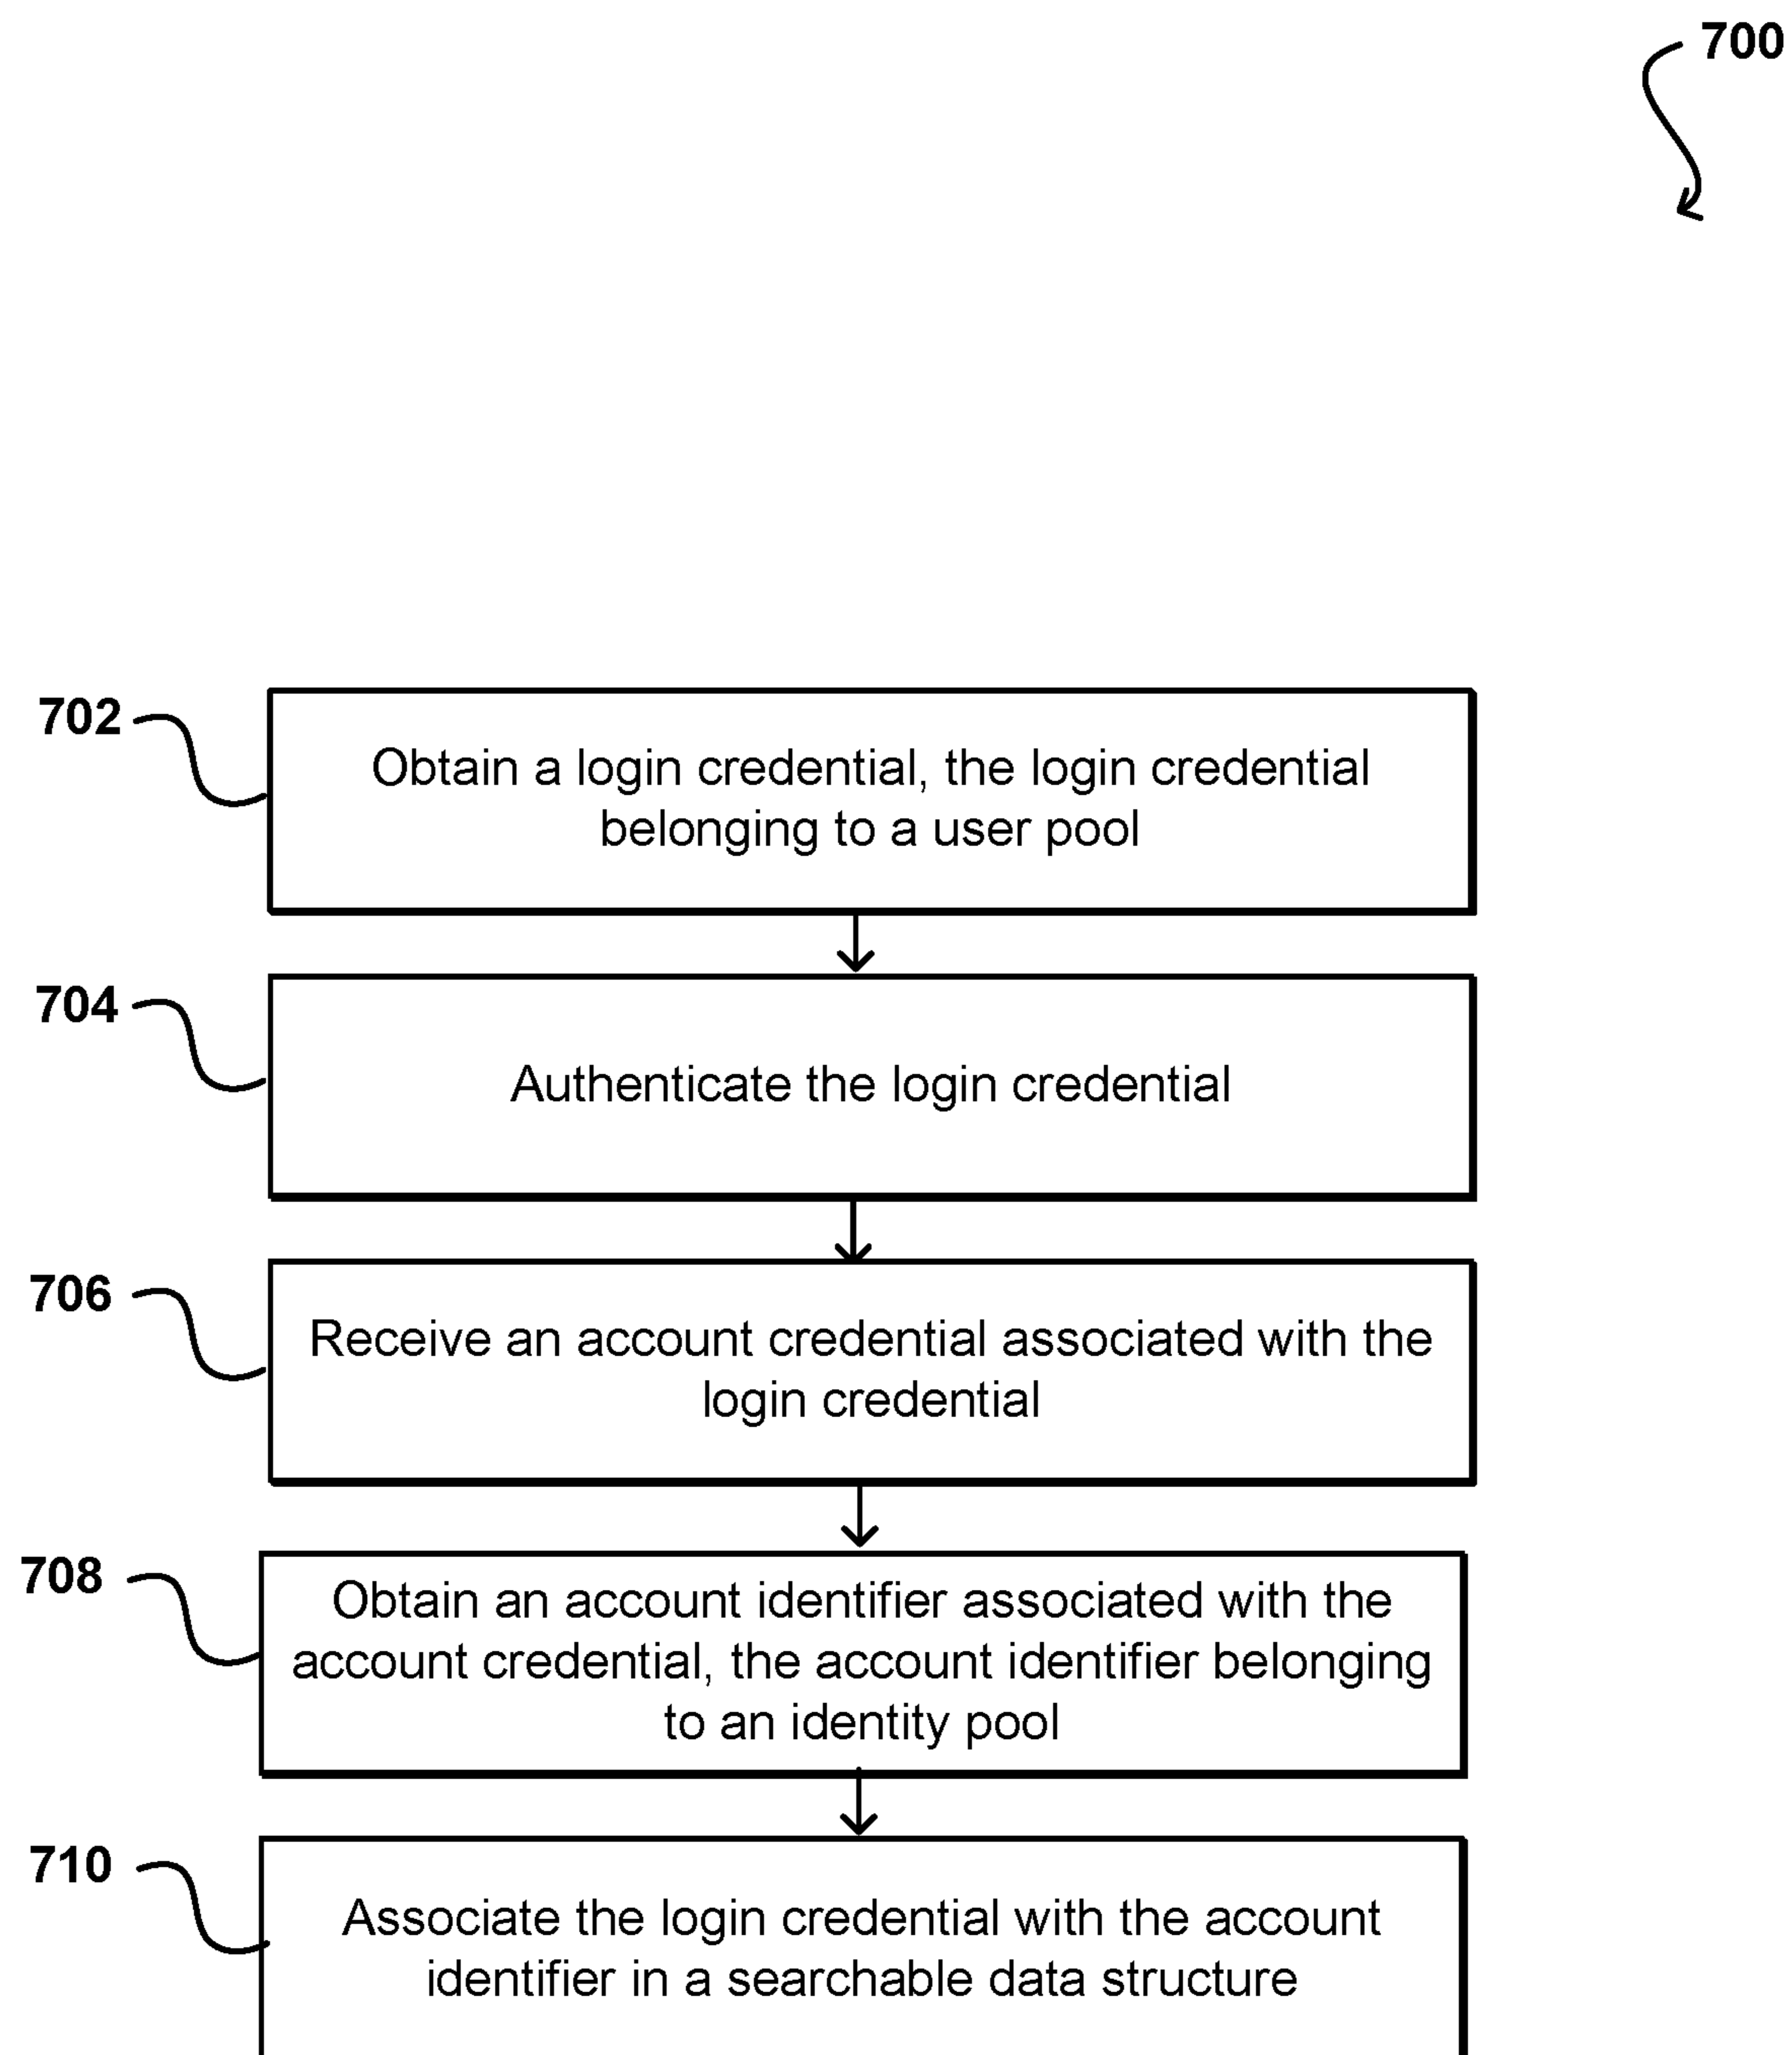 700
702
Obtain a login credential, the login credential
belonging to a user pool
704
Authenticate the login credential
706
Receive an account credential associated with the
login credential
708
Obtain an account identifier associated with the
account credential, the account identifier belonging
to an identity pool
710
Associate the login credential with the account
identifier in a searchable data structure